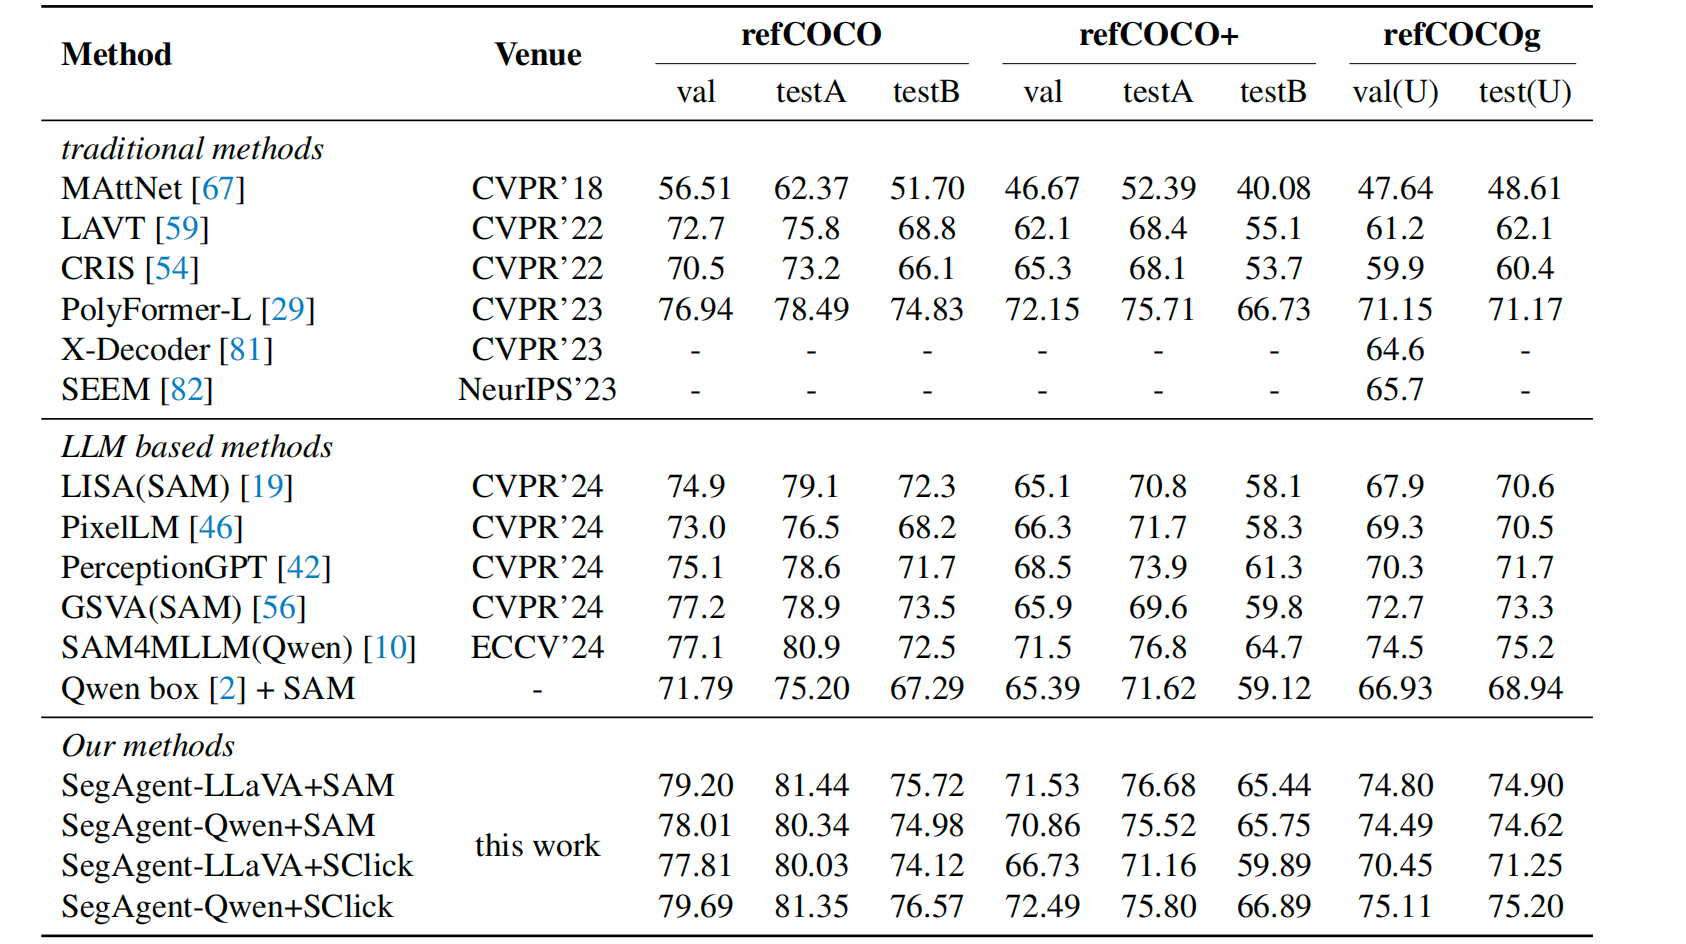 Method Venue refCOCO refCOCO+ refCOCOg
val testA testB val testA testB val(U) test(U)
traditional methods
MAttNet [67] CVPR'18 56.51 62.37 51.70 46.67 52.39 40.08 47.64 48.61
LAVT [59] CVPR'22 72.7 75.8 68.8 62.1 68.4 55.1 61.2 62.1
CRIS [54] CVPR'22 70.5 73.2 66.1 65.3 68.1 53.7 59.9 60.4
PolyFormer-L [29] CVPR'23 76.94 78.49 74.83 72.15 75.71 66.73 71.15 71.17
X-Decoder [81] CVPR'23 - - - - - - 64.6 -
SEEM [82] NeurIPS'23 - - - - - - 65.7 -
LLM based methods
LISA(SAM) [19] CVPR'24 74.9 79.1 72.3 65.1 70.8 58.1 67.9 70.6
PixelLM [46] CVPR'24 73.0 76.5 68.2 66.3 71.7 58.3 69.3 70.5
PerceptionGPT [42] CVPR'24 75.1 78.6 71.7 68.5 73.9 61.3 70.3 71.7
GSVA(SAM) [56] CVPR'24 77.2 78.9 73.5 65.9 69.6 59.8 72.7 73.3
SAM4MLLM(Qwen) [10] ECCV'24 77.1 80.9 72.5 71.5 76.8 64.7 74.5 75.2
Qwen box [2] + SAM - 71.79 75.20 67.29 65.39 71.62 59.12 66.93 68.94
Our methods
SegAgent-LLaVA+SAM 79.20 81.44 75.72 71.53 76.68 65.44 74.80 74.90
SegAgent-Qwen+SAM 78.01 80.34 74.98 70.86 75.52 65.75 74.49 74.62
this work
SegAgent-LLaVA+SClick 77.81 80.03 74.12 66.73 71.16 59.89 70.45 71.25
SegAgent-Qwen+SClick 79.69 81.35 76.57 72.49 75.80 66.89 75.11 75.20